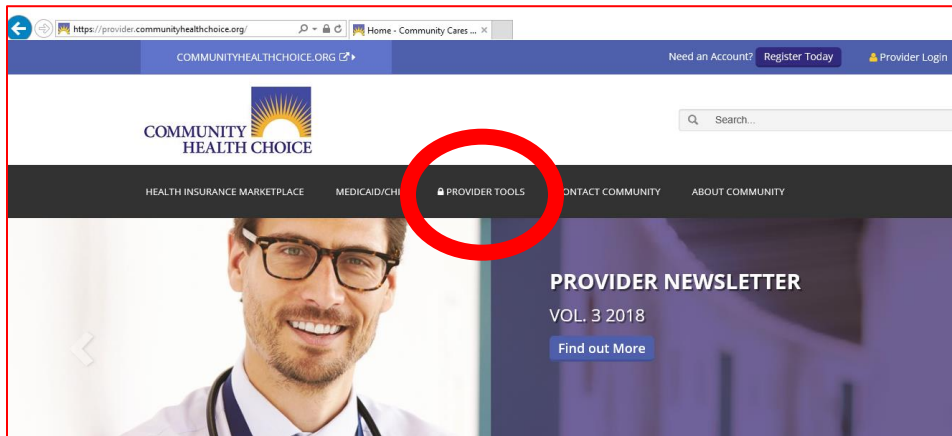 https://provider.communityhealthchoice.org/
Home - Community Cares ...
COMMUNITYHEALTHCHOICE.ORG
Need an Account? Register Today Provider Login
COMMUNITY
HEALTH CHOICE
Search...
HEALTH INSURANCE MARKETPLACE MEDICAID/CHI PROVIDER TOOLS CONTACT COMMUNITY ABOUT COMMUNITY
PROVIDER NEWSLETTER
VOL. 3 2018
Find out More